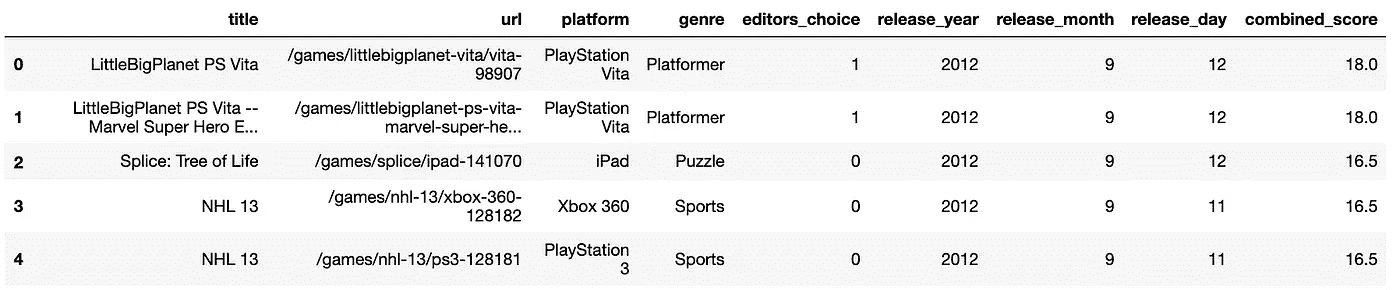 title url platform genre editors_choice release_year release_month release_day combined_score
0 LittleBigPlanet PS Vita /games/littlebigplanet-vita/vita-98907 PlayStation Vita Platformer 1 2012 9 12 18.0
1 LittleBigPlanet PS Vita -- Marvel Super Hero E... /games/littlebigplanet-ps-vita-marvel-super-he... PlayStation Vita Platformer 1 2012 9 12 18.0
2 Splice: Tree of Life /games/splice/ipad-141070 iPad Puzzle 0 2012 9 12 16.5
3 NHL 13 /games/nhl-13/xbox-360-128182 Xbox 360 Sports 0 2012 9 11 16.5
4 NHL 13 /games/nhl-13/ps3-128181 PlayStation 3 Sports 0 2012 9 11 16.5